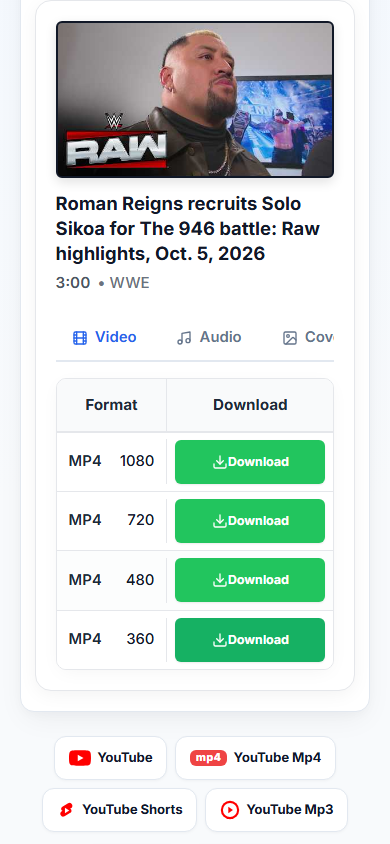 RAW
Roman Reigns recruits Solo
Sikoa for The 946 battle: Raw
highlights, Oct. 5, 2026
3:00 • WWE
Video Audio Cov
Format Download
MP4 1080 Download
MP4 720 Download
MP4 480 Download
MP4 360 Download
YouTube mp4 YouTube Mp4
YouTube Shorts YouTube Mp3